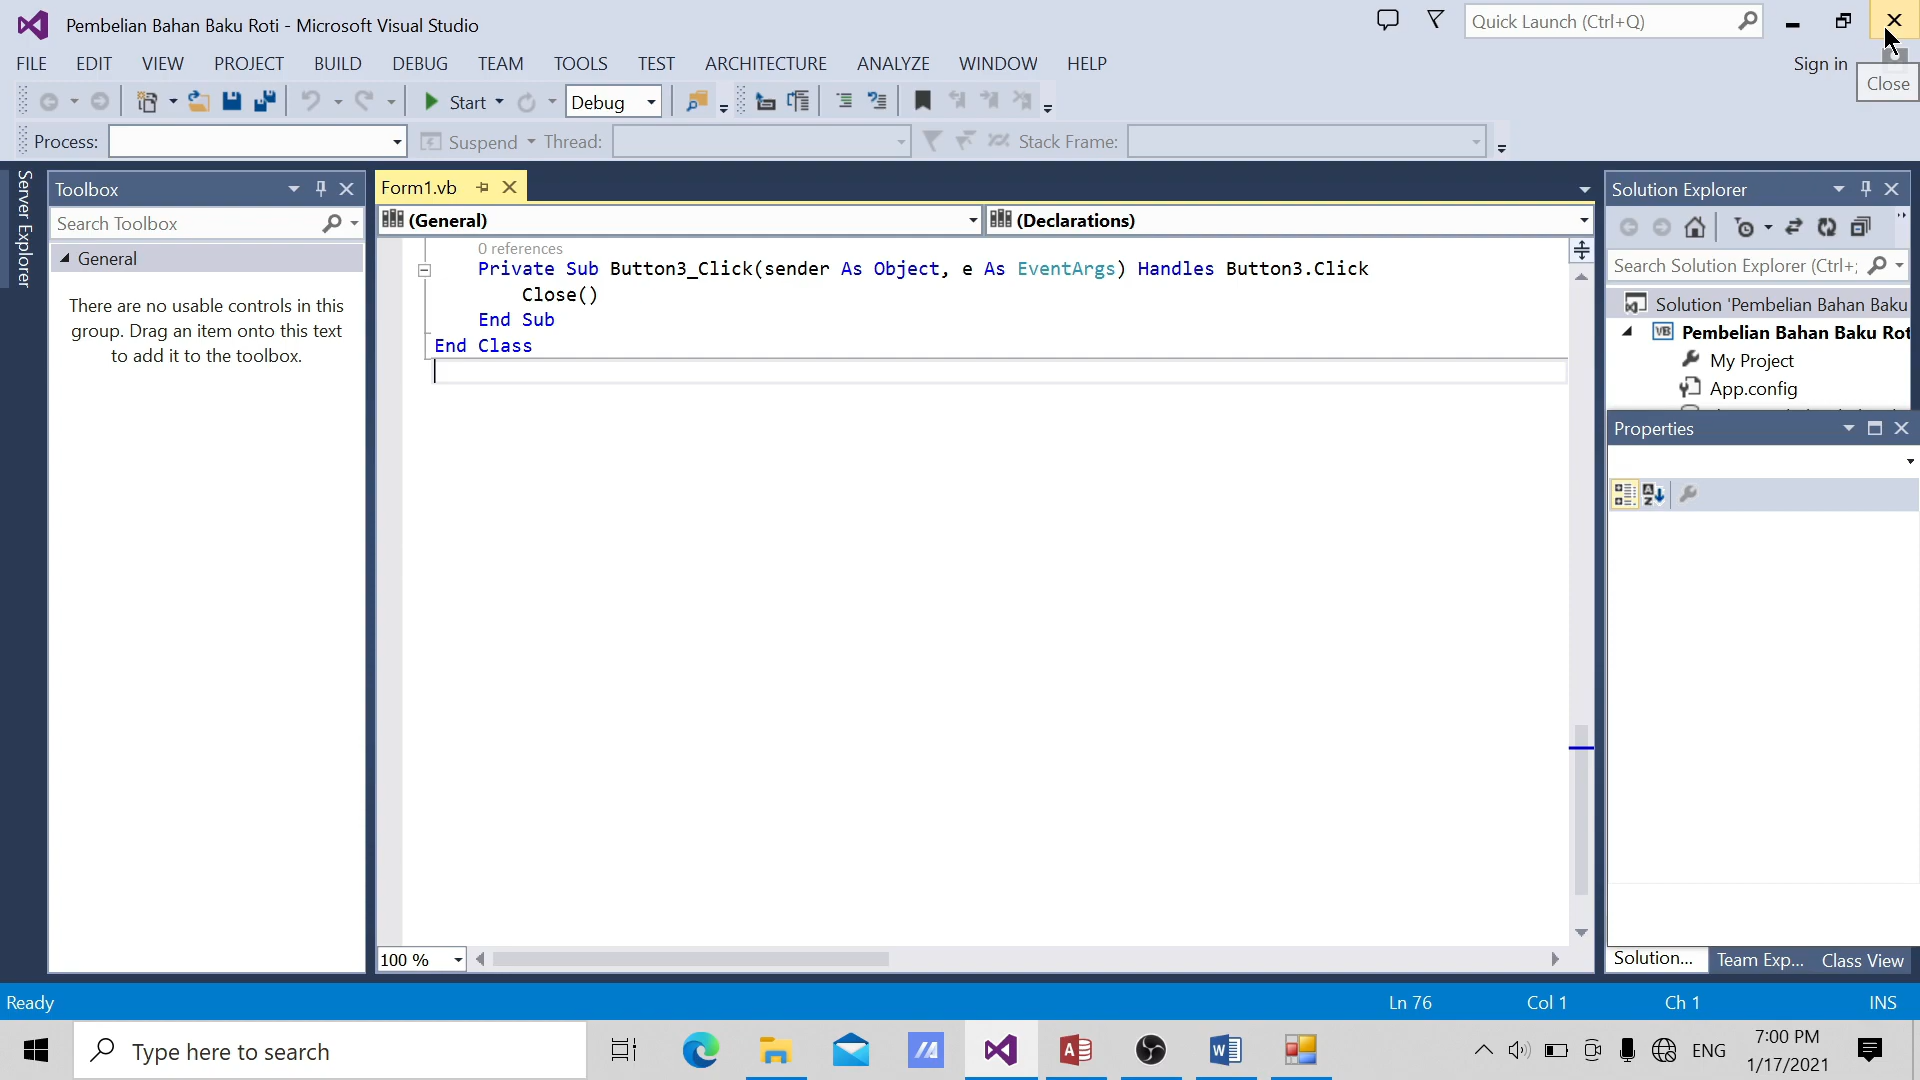 Pembelian Bahan Baku Roti - Microsoft Visual Studio
Quick Launch (Ctrl+Q)
FILE EDIT VIEW PROJECT BUILD DEBUG TEAM TOOLS TEST ARCHITECTURE ANALYZE WINDOW HELP
Sign in
Close
Start
Debug
Process:
Suspend
Thread:
Stack Frame:
Server Explorer
Toolbox
Search Toolbox
General
There are no usable controls in this
group. Drag an item onto this text
to add it to the toolbox.
Form1.vb
(General)
(Declarations)
0 references
Private Sub Button3_Click(sender As Object, e As EventArgs) Handles Button3.Click
Close()
End Sub
End Class
100 %
Solution Explorer
Search Solution Explorer (Ctrl+;
Solution 'Pembelian Bahan Baku
VB Pembelian Bahan Baku Rot
My Project
App.config
Properties
Solution... Team Exp... Class View
Ready
Ln 76 Col 1 Ch 1 INS
Type here to search
ENG
7:00 PM
1/17/2021